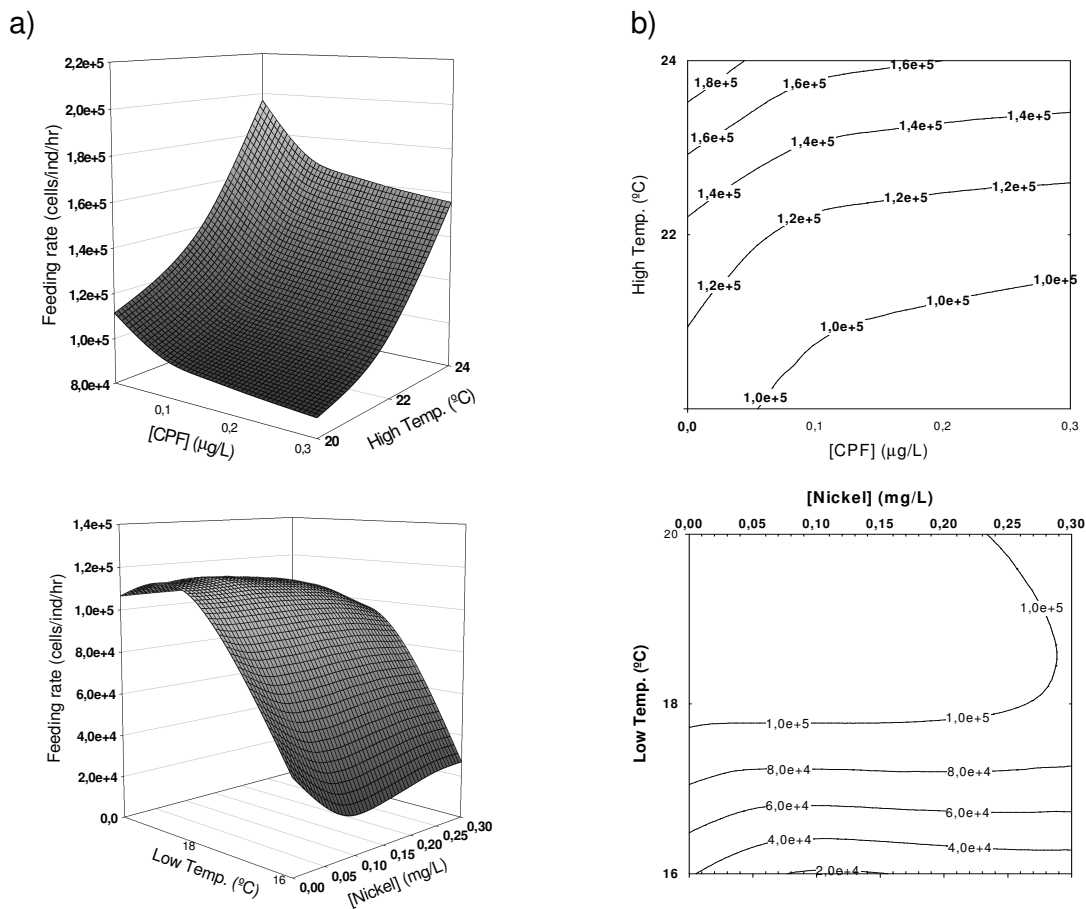 a)
2,2e+5
2,0e+5
1,8e+5
1,6e+5
1,4e+5
1,2e+5
1,0e+5
8,0e+4
Feeding rate (cells/ind/hr)
0,1
0,2
0,3
[CPF] (µg/L)
20
22
24
High Temp. (ºC)
b)
24
22
High Temp. (ºC)
1,8e+5
1,6e+5
1,6e+5
1,6e+5
1,4e+5
1,4e+5
1,4e+5
1,4e+5
1,2e+5
1,2e+5
1,2e+5
1,2e+5
1,0e+5
1,0e+5
1,0e+5
1,0e+5
0,0
0,1
0,2
0,3
[CPF] (µg/L)
1,4e+5
1,2e+5
1,0e+5
8,0e+4
6,0e+4
4,0e+4
2,0e+4
0,0
Feeding rate (cells/ind/hr)
18
16
Low Temp. (ºC)
0,00
0,05
0,10
0,15
0,20
0,25
0,30
[Nickel] (mg/L)
[Nickel] (mg/L)
0,00 0,05 0,10 0,15 0,20 0,25 0,30
20
18
16
Low Temp. (ºC)
1,0e+5
1,0e+5
1,0e+5
8,0e+4
8,0e+4
6,0e+4
6,0e+4
4,0e+4
4,0e+4
2,0e+4